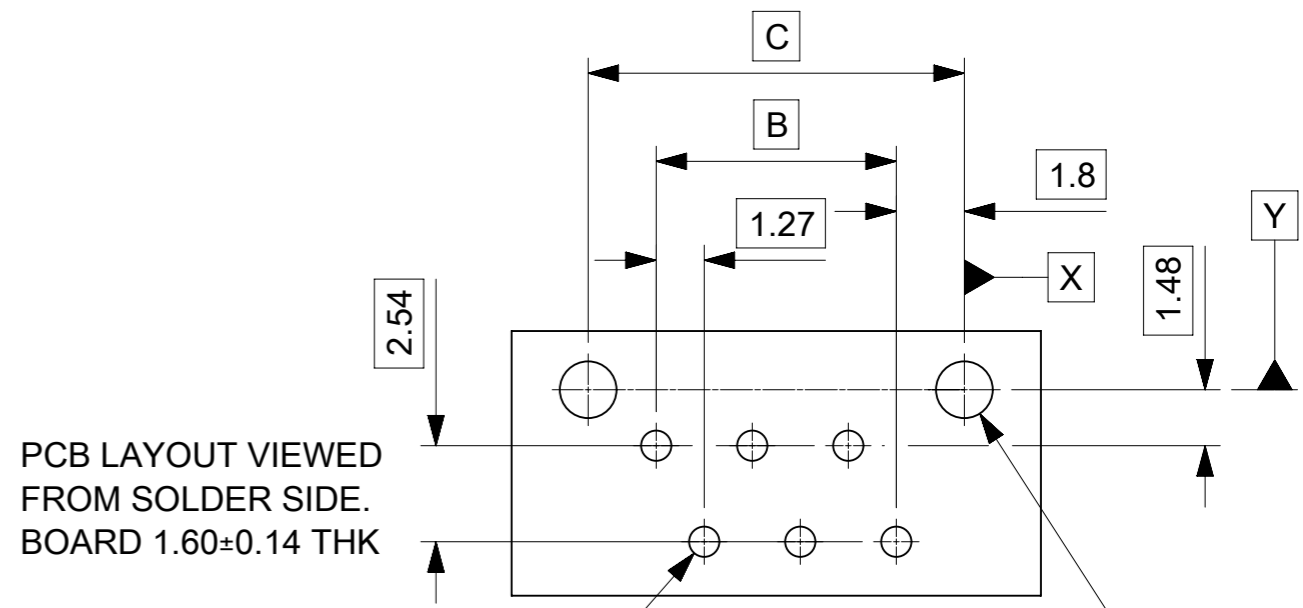 C
B
1.8
1.27
Y
X
1.48
2.54
PCB LAYOUT VIEWED
FROM SOLDER SIDE.
BOARD 1.60±0.14 THK